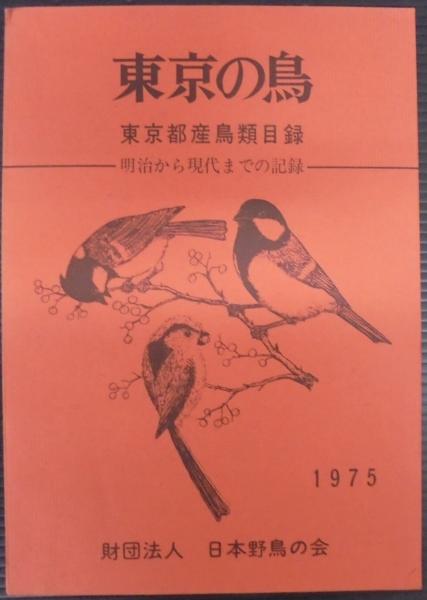 東京の鳥
東京都産鳥類目録
明治から現代までの記録
1975
財団法人 日本野鳥の会